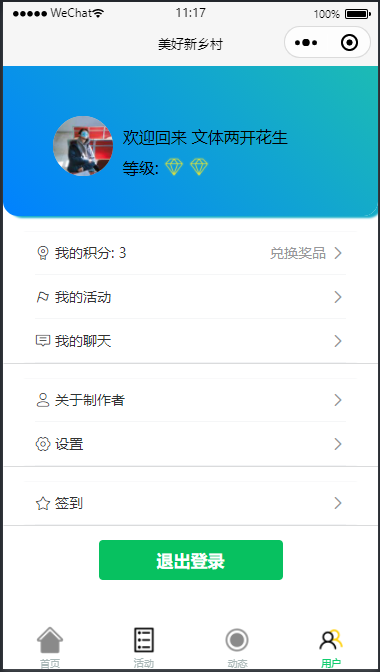 WeChat
11:17
100%
美好新乡村
欢迎回来 文体两开花生
等级:
我的积分: 3
兑换奖品
我的活动
我的聊天
关于制作者
设置
签到
退出登录
首页
活动
动态
用户